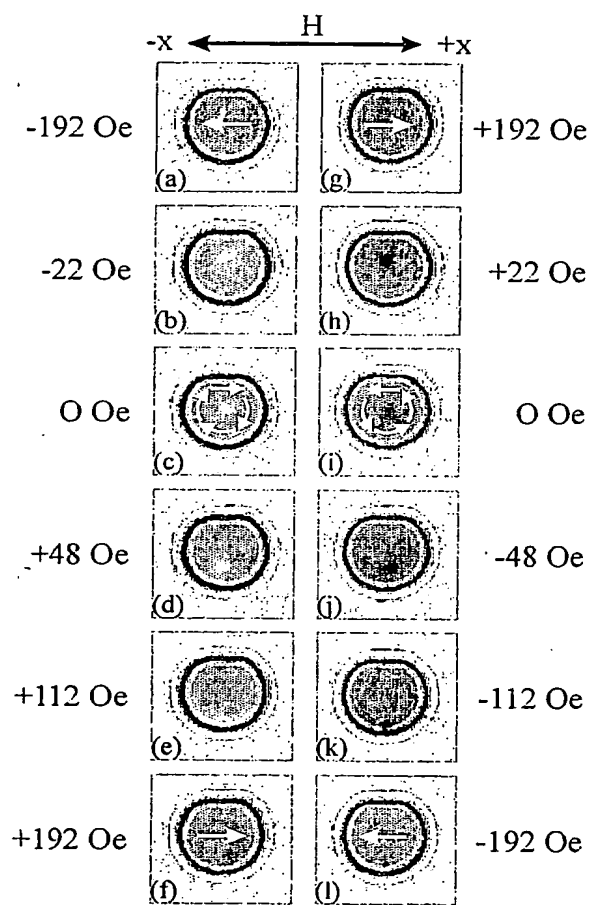 H
-x +x
-192 Oe (a) (g) +192 Oe
-22 Oe (b) (h) +22 Oe
O Oe (c) (i) O Oe
+48 Oe (d) (j) -48 Oe
+112 Oe (e) (k) -112 Oe
+192 Oe (f) (l) -192 Oe